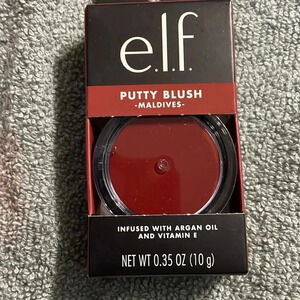 e.l.f.
PUTTY BLUSH
-MALDIVES-
INFUSED WITH ARGAN OIL
AND VITAMIN E
NET WT 0.35 OZ (10 g)